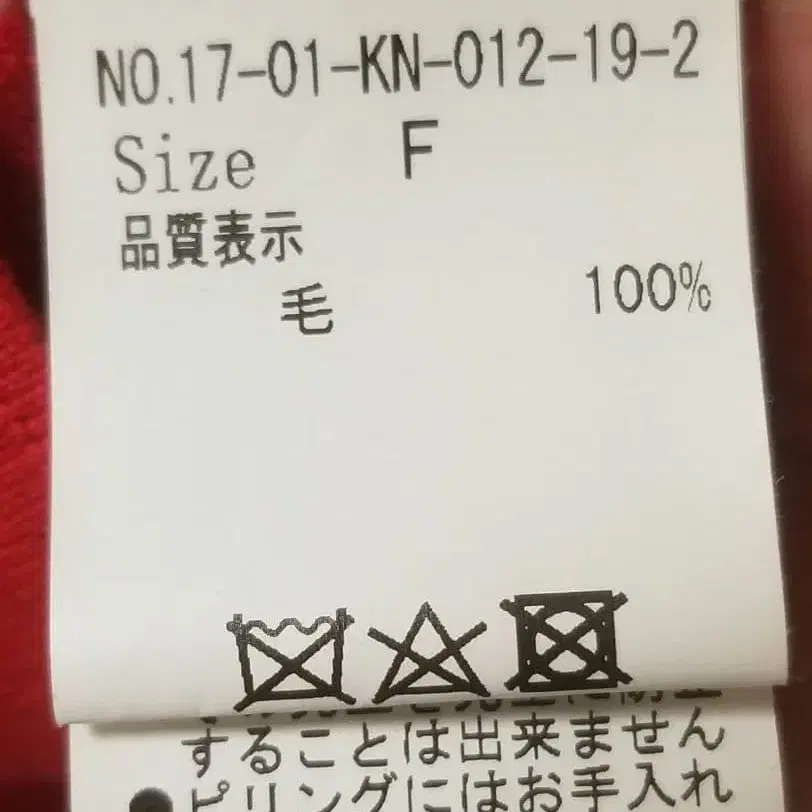 NO.17-01-KN-012-19-2
Size F
品質表示
毛 100%
することは出来ません
ピリングにはお手入れ